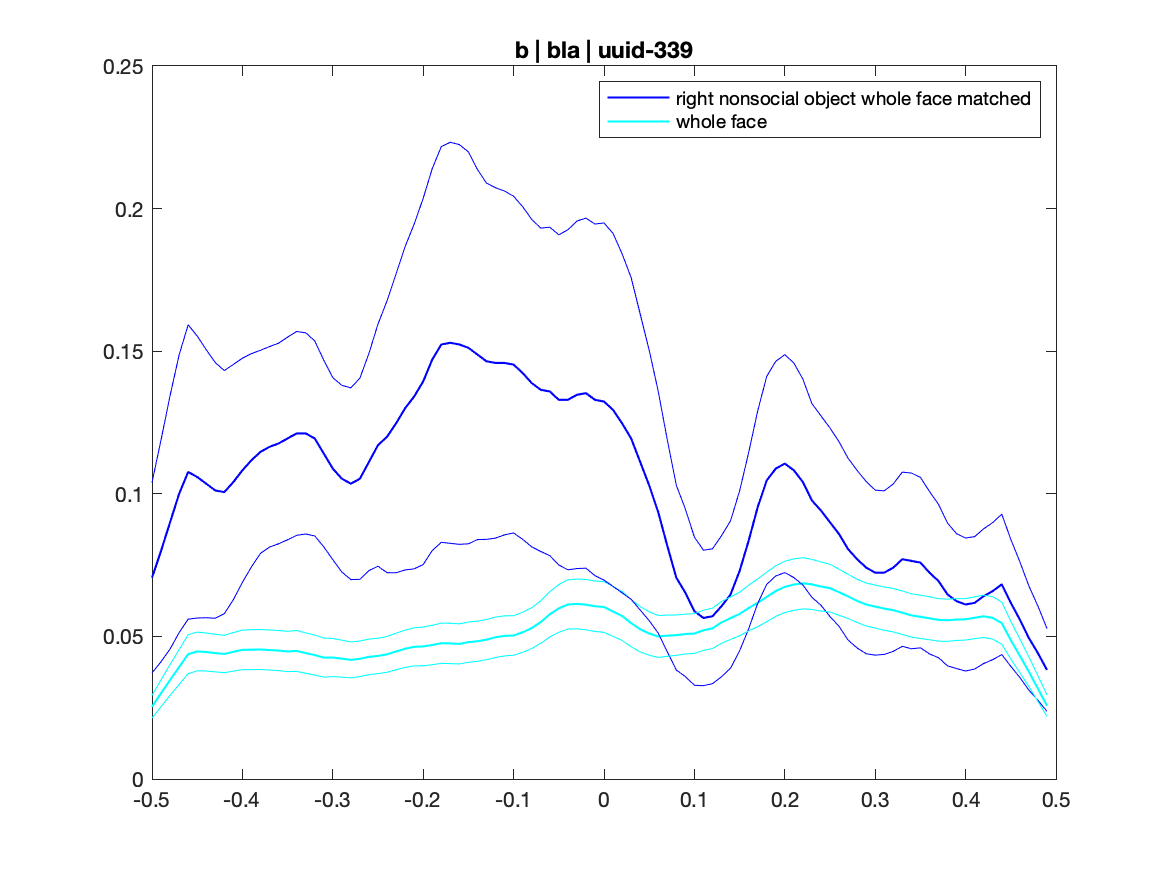 b | bla | uuid-339
right nonsocial object whole face matched
whole face
0.25
0.2
0.15
0.1
0.05
0
-0.5 -0.4 -0.3 -0.2 -0.1 0 0.1 0.2 0.3 0.4 0.5